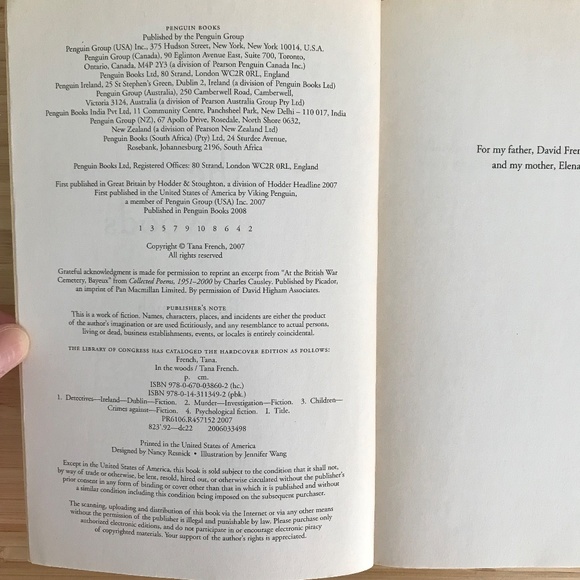 PENGUIN BOOKS
Published by the Penguin Group
Penguin Group (USA) Inc., 375 Hudson Street, New York, New York 10014, U.S.A.
Penguin Group (Canada), 90 Eglinton Avenue East, Suite 700, Toronto,
Ontario, Canada, M4P 2Y3 (a division of Pearson Penguin Canada Inc.)
Penguin Books Ltd, 80 Strand, London WC2R 0RL, England
Penguin Ireland, 25 St Stephen's Green, Dublin 2, Ireland (a division of Penguin Books Ltd)
Penguin Group (Australia), 250 Camberwell Road, Camberwell,
Victoria 3124, Australia (a division of Pearson Australia Group Pty Ltd)
Penguin Books India Pvt Ltd, 11 Community Centre, Panchsheel Park, New Delhi – 110 017, India
Penguin Group (NZ), 67 Apollo Drive, Rosedale, North Shore 0632,
New Zealand (a division of Pearson New Zealand Ltd)
Penguin Books (South Africa) (Pty) Ltd, 24 Sturdee Avenue,
Rosebank, Johannesburg 2196, South Africa
Penguin Books Ltd, Registered Offices: 80 Strand, London WC2R 0RL, England
First published in Great Britain by Hodder & Stoughton, a division of Hodder Headline 2007
First published in the United States of America by Viking Penguin,
a member of Penguin Group (USA) Inc. 2007
Published in Penguin Books 2008
1 3 5 7 9 10 8 6 4 2
Copyright © Tana French, 2007
All rights reserved
Grateful acknowledgment is made for permission to reprint an excerpt from "At the British War
Cemetery, Bayeux" from Collected Poems, 1951–2000 by Charles Causley. Published by Picador,
an imprint of Pan Macmillan Limited. By permission of David Higham Associates.
PUBLISHER'S NOTE
This is a work of fiction. Names, characters, places, and incidents are either the product
of the author's imagination or are used fictitiously, and any resemblance to actual persons,
living or dead, business establishments, events, or locales is entirely coincidental.
THE LIBRARY OF CONGRESS HAS CATALOGED THE HARDCOVER EDITION AS FOLLOWS:
French, Tana.
In the woods / Tana French.
p. cm.
ISBN 978-0-670-03860-2 (hc.)
ISBN 978-0-14-311349-2 (pbk.)
1. Detectives—Ireland—Dublin—Fiction. 2. Murder—Investigation—Fiction. 3. Children—
Crimes against—Fiction. 4. Psychological fiction. I. Title.
PR6106.R457I52 2007
823'.92—dc22 2006033498
Printed in the United States of America
Designed by Nancy Resnick • Illustration by Jennifer Wang
Except in the United States of America, this book is sold subject to the condition that it shall not,
by way of trade or otherwise, be lent, resold, hired out, or otherwise circulated without the publisher's
prior consent in any form of binding or cover other than that in which it is published and without
a similar condition including this condition being imposed on the subsequent purchaser.
The scanning, uploading and distribution of this book via the Internet or via any other means
without the permission of the publisher is illegal and punishable by law. Please purchase only
authorized electronic editions, and do not participate in or encourage electronic piracy
of copyrighted materials. Your support of the author's rights is appreciated.
For my father, David Fren
and my mother, Elena